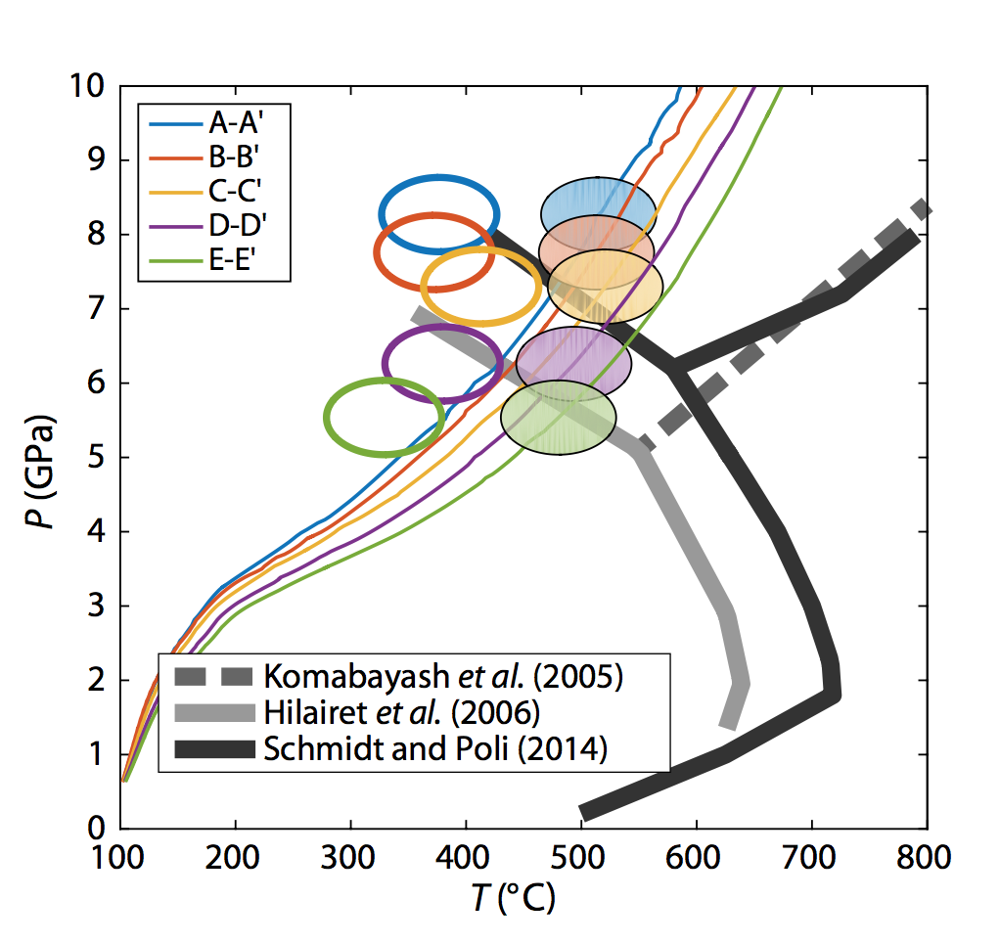 10
9
8
7
6
5
4
3
2
1
0
P (GPa)
A-A'
B-B'
C-C'
D-D'
E-E'
Komabayash et al. (2005)
Hilairet et al. (2006)
Schmidt and Poli (2014)
100 200 300 400 500 600 700 800
T (°C)